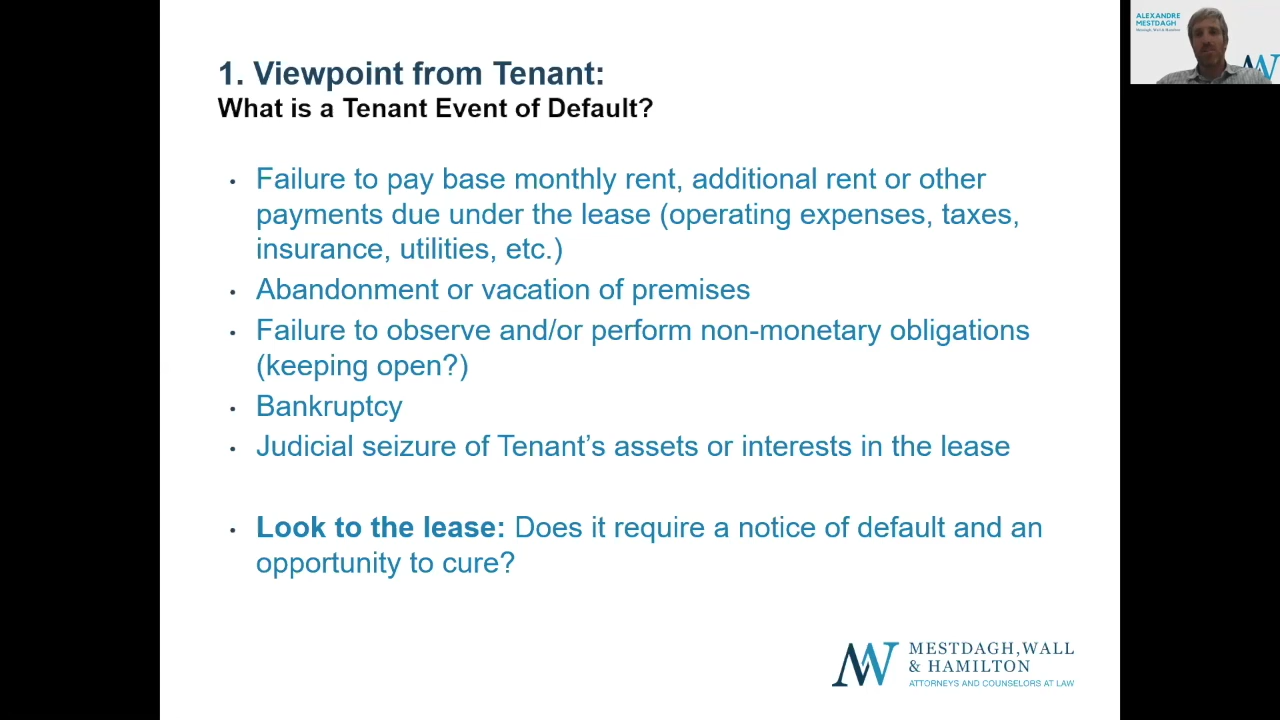 1. Viewpoint from Tenant:
What is a Tenant Event of Default?
• Failure to pay base monthly rent, additional rent or other
payments due under the lease (operating expenses, taxes,
insurance, utilities, etc.)
• Abandonment or vacation of premises
• Failure to observe and/or perform non-monetary obligations
(keeping open?)
• Bankruptcy
• Judicial seizure of Tenant’s assets or interests in the lease
• Look to the lease: Does it require a notice of default and an
opportunity to cure?
MESTDAGH, WALL
& HAMILTON
ATTORNEYS AND COUNSELORS AT LAW
ALEXANDRE
MESTDAGH
Mestdagh, Wall & Hamilton